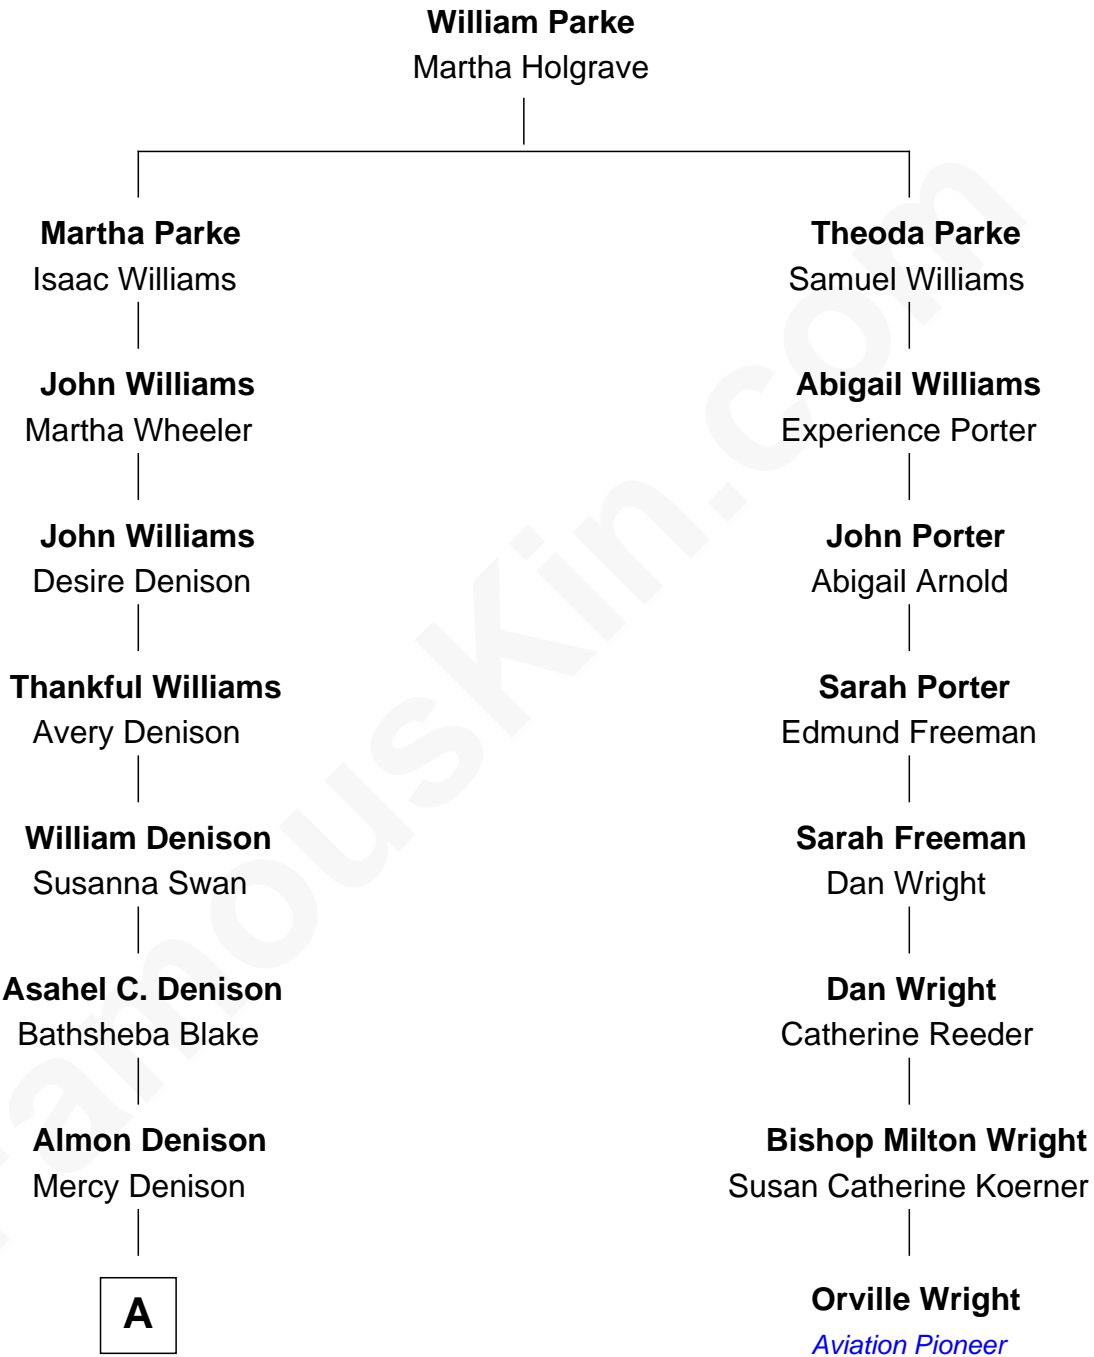 William Parke
Martha Holgrave
Martha Parke
Isaac Williams
Theoda Parke
Samuel Williams
John Williams
Martha Wheeler
Abigail Williams
Experience Porter
John Williams
Desire Denison
John Porter
Abigail Arnold
Thankful Williams
Avery Denison
Sarah Porter
Edmund Freeman
William Denison
Susanna Swan
Sarah Freeman
Dan Wright
Asahel C. Denison
Bathsheba Blake
Dan Wright
Catherine Reeder
Almon Denison
Mercy Denison
Bishop Milton Wright
Susan Catherine Koerner
A
Orville Wright
Aviation Pioneer
FamousKin.com